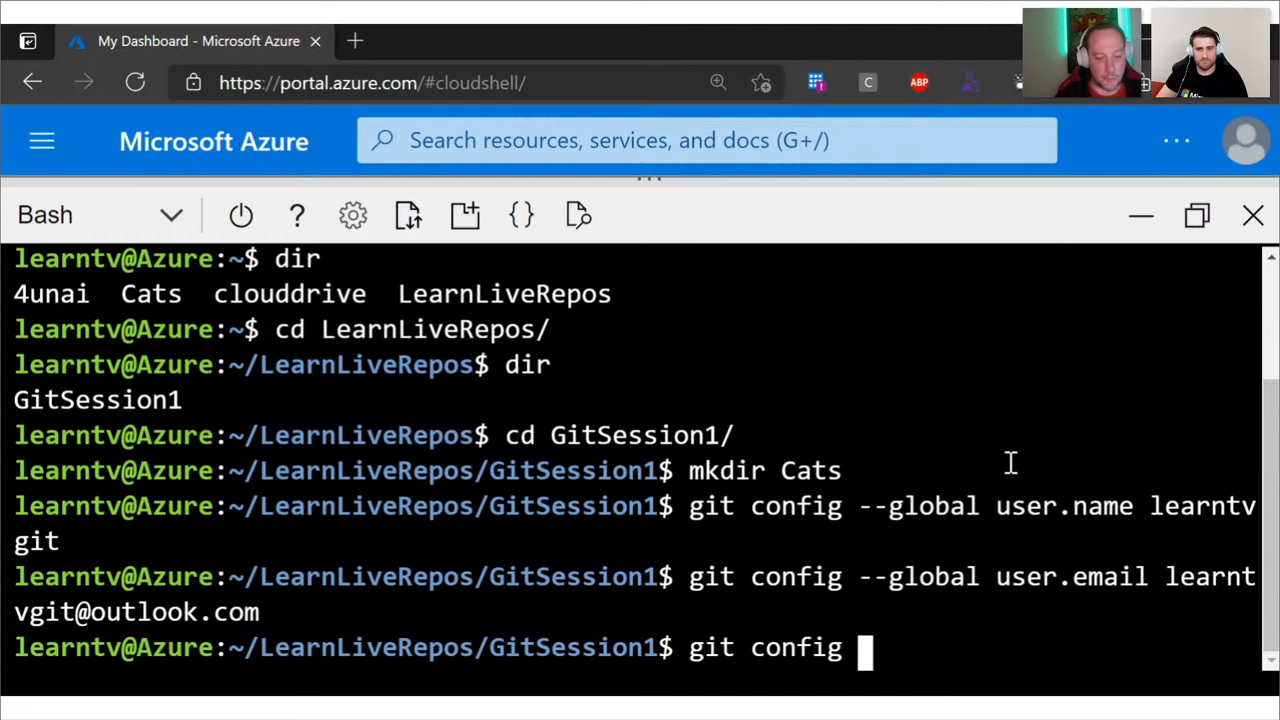 My Dashboard - Microsoft Azure
https://portal.azure.com/#cloudshell/
C
ABP
Microsoft Azure
Search resources, services, and docs (G+/)
Bash
learntv@Azure:~$ dir
4unai Cats clouddrive LearnLiveRepos
learntv@Azure:~$ cd LearnLiveRepos/
learntv@Azure:~/LearnLiveRepos$ dir
GitSession1
learntv@Azure:~/LearnLiveRepos$ cd GitSession1/
learntv@Azure:~/LearnLiveRepos/GitSession1$ mkdir Cats
learntv@Azure:~/LearnLiveRepos/GitSession1$ git config --global user.name learntv
git
learntv@Azure:~/LearnLiveRepos/GitSession1$ git config --global user.email learnt
vgit@outlook.com
learntv@Azure:~/LearnLiveRepos/GitSession1$ git config